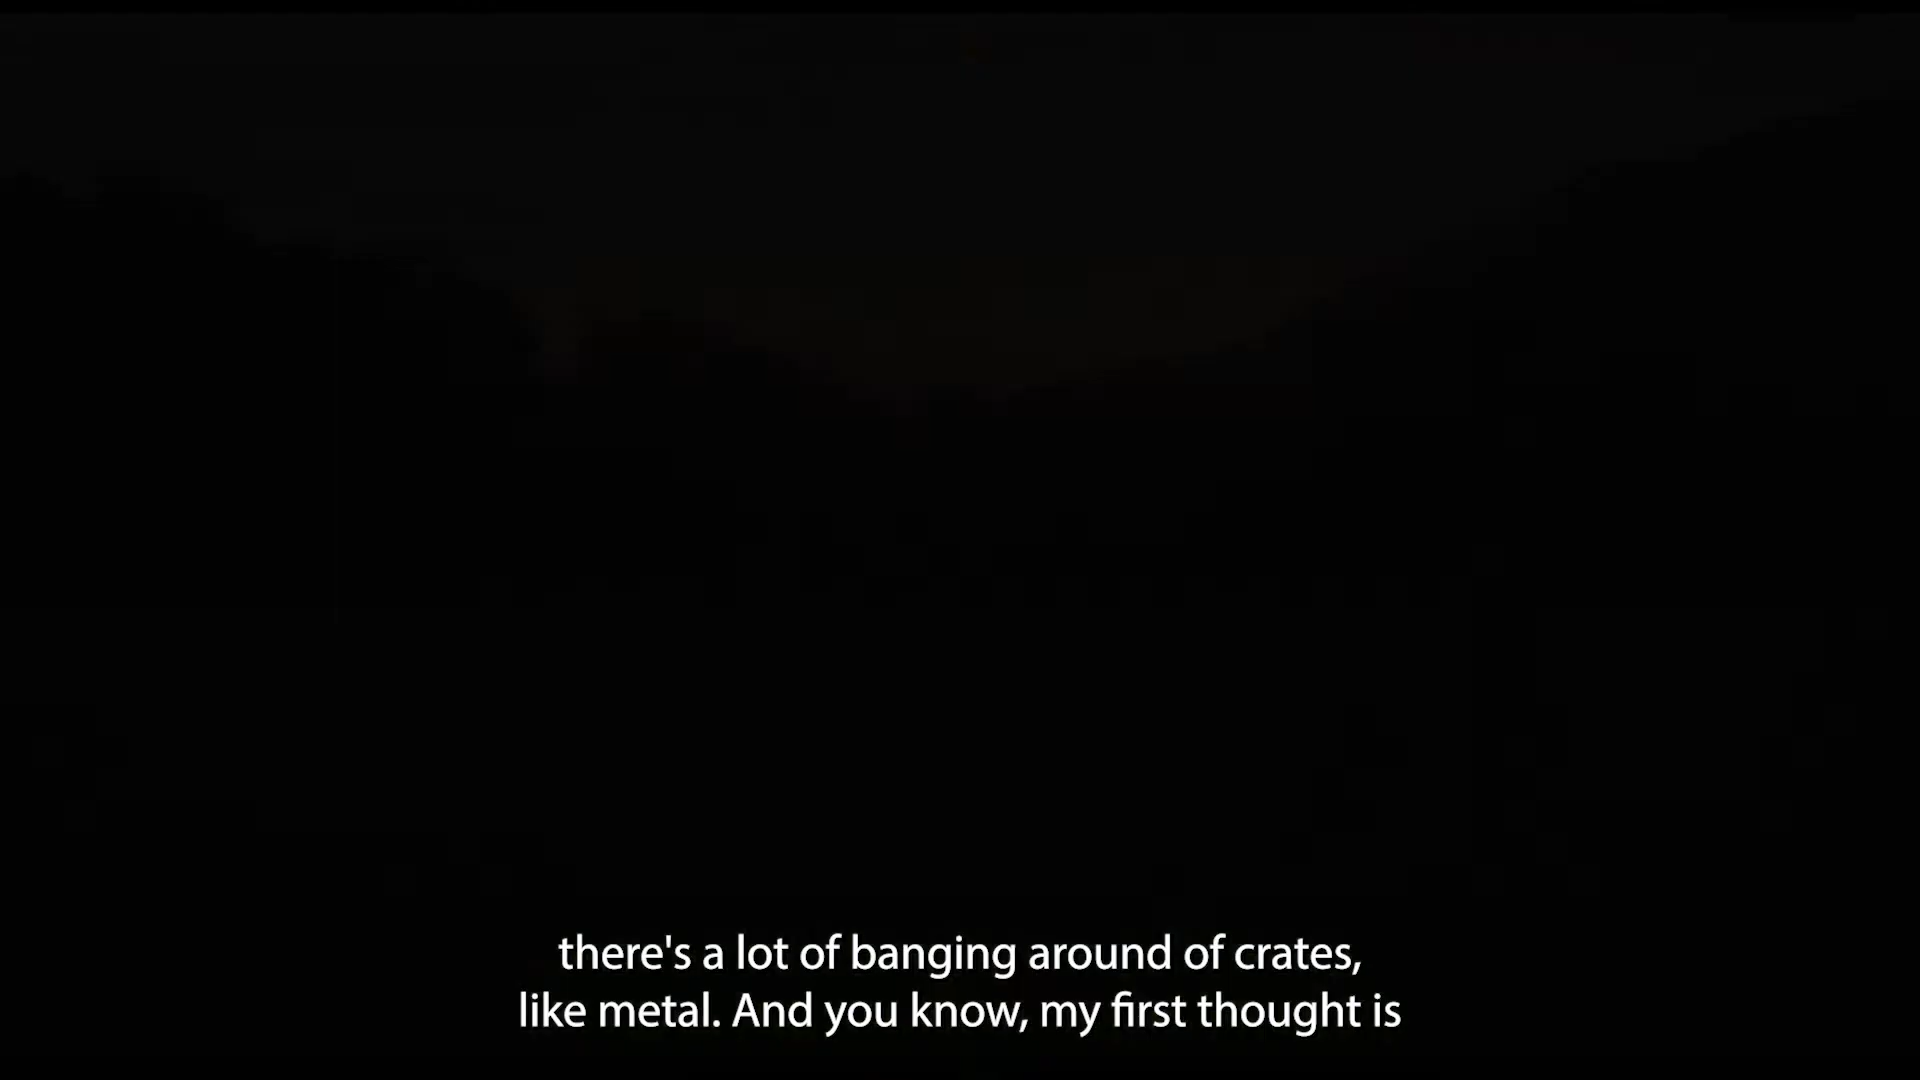 there's a lot of banging around of crates,
like metal. And you know, my first thought is